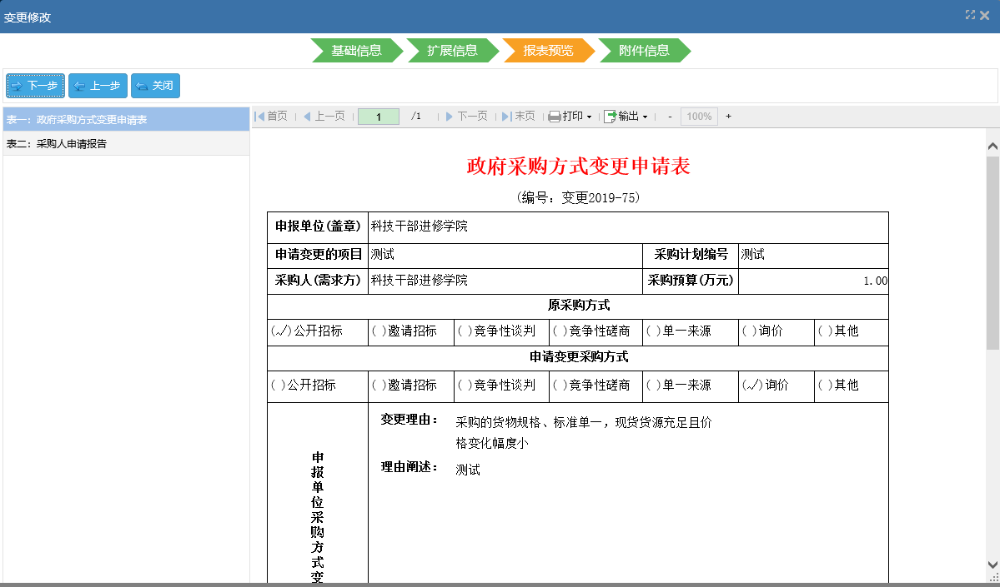 变更修改
基础信息 扩展信息 报表预览 附件信息
下一步 上一步 关闭
表一：政府采购方式变更申请表
表二：采购人申请报告
首页 上一页 1 /1 下一页 末页 打印 输出 - 100% +
政府采购方式变更申请表
(编号：变更2019-75)
申报单位(盖章) 科技干部进修学院
申请变更的项目 测试 采购计划编号 测试
采购人(需求方) 科技干部进修学院 采购预算(万元) 1.00
原采购方式
(✓)公开招标 ( )邀请招标 ( )竞争性谈判 ( )竞争性磋商 ( )单一来源 ( )询价 ( )其他
申请变更采购方式
( )公开招标 ( )邀请招标 ( )竞争性谈判 ( )竞争性磋商 ( )单一来源 (✓)询价 ( )其他
变更理由： 采购的货物规格、标准单一，现货货源充足且价
格变化幅度小
理由阐述： 测试
申
报
单
位
采
购
方
式
变